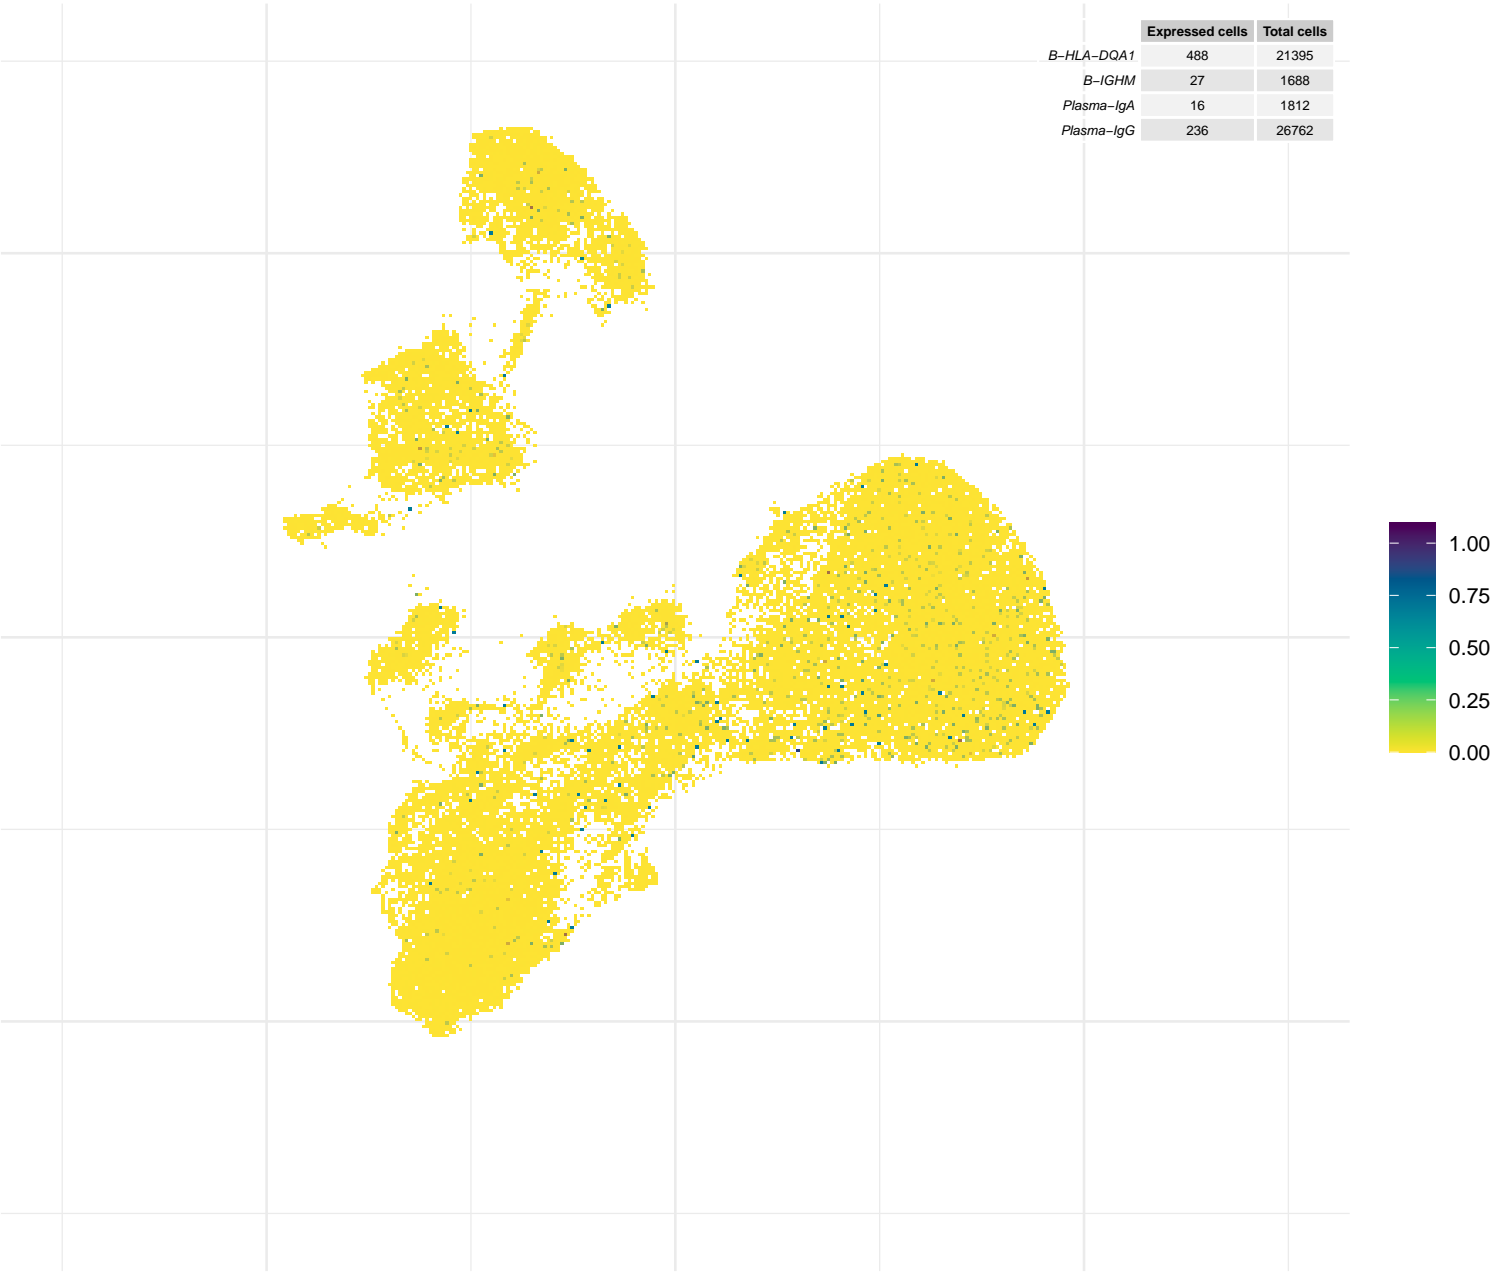 Expressed cells Total cells
B−HLA−DQA1 488 21395
B−IGHM 27 1688
Plasma−IgA 16 1812
Plasma−IgG 236 26762
1.00
0.75
0.50
0.25
0.00